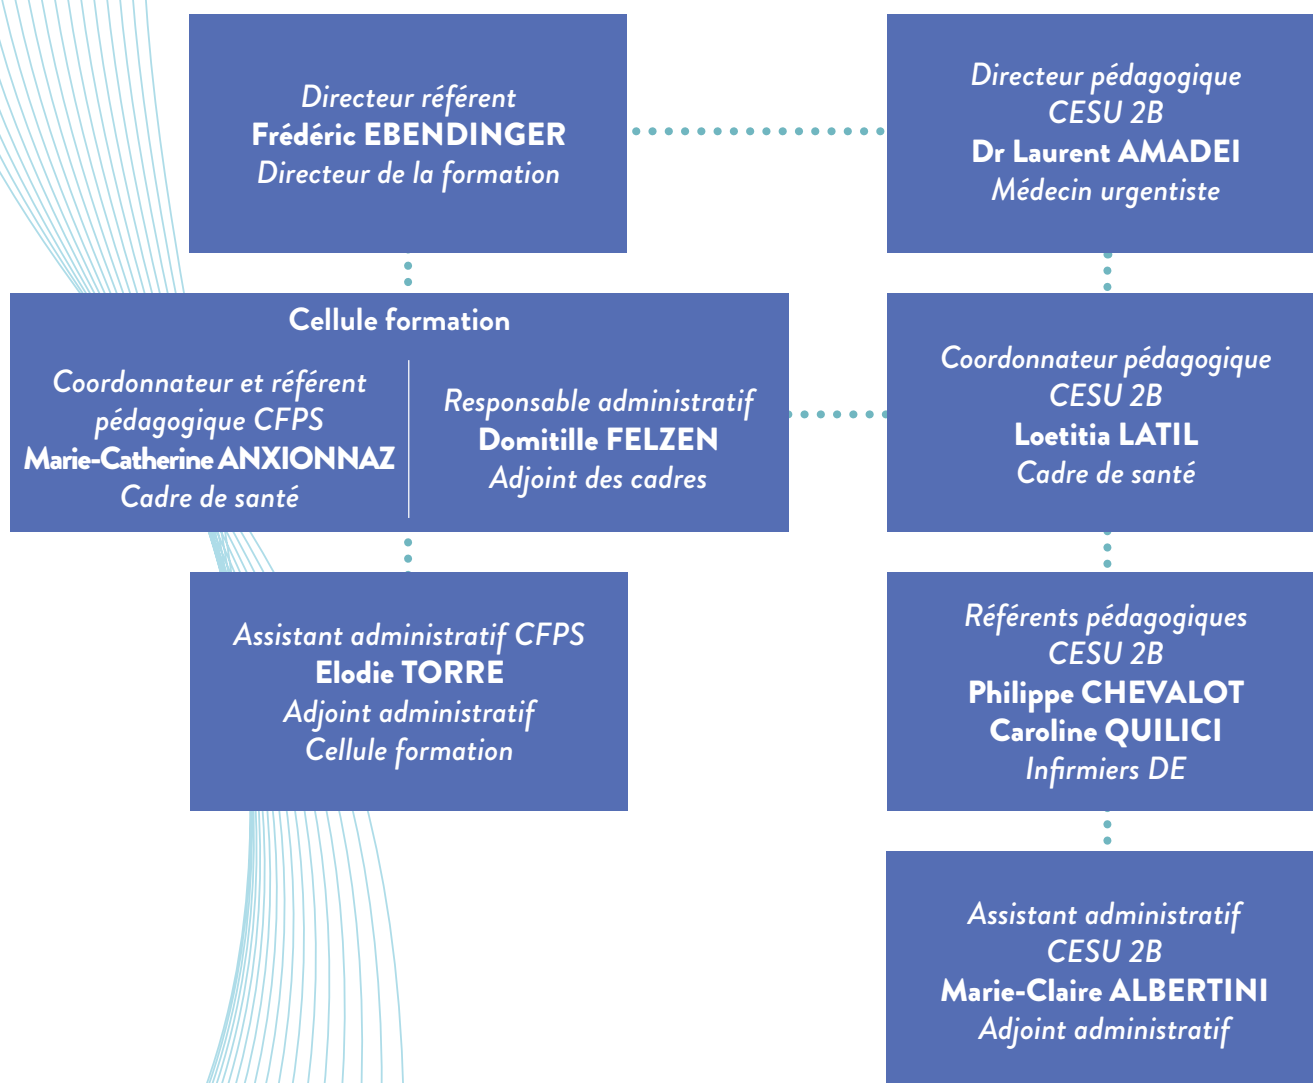 Directeur référent
Frédéric EBENDINGER
Directeur de la formation
Directeur pédagogique
CESU 2B
Dr Laurent AMADEI
Médecin urgentiste
Cellule formation
Coordonnateur et référent
pédagogique CFPS
Marie-Catherine ANXIONNAZ
Cadre de santé
Responsable administratif
Domitille FELZEN
Adjoint des cadres
Coordonnateur pédagogique
CESU 2B
Loetitia LATIL
Cadre de santé
Assistant administratif CFPS
Elodie TORRE
Adjoint administratif
Cellule formation
Référents pédagogiques
CESU 2B
Philippe CHEVALOT
Caroline QUILICI
Infirmiers DE
Assistant administratif
CESU 2B
Marie-Claire ALBERTINI
Adjoint administratif